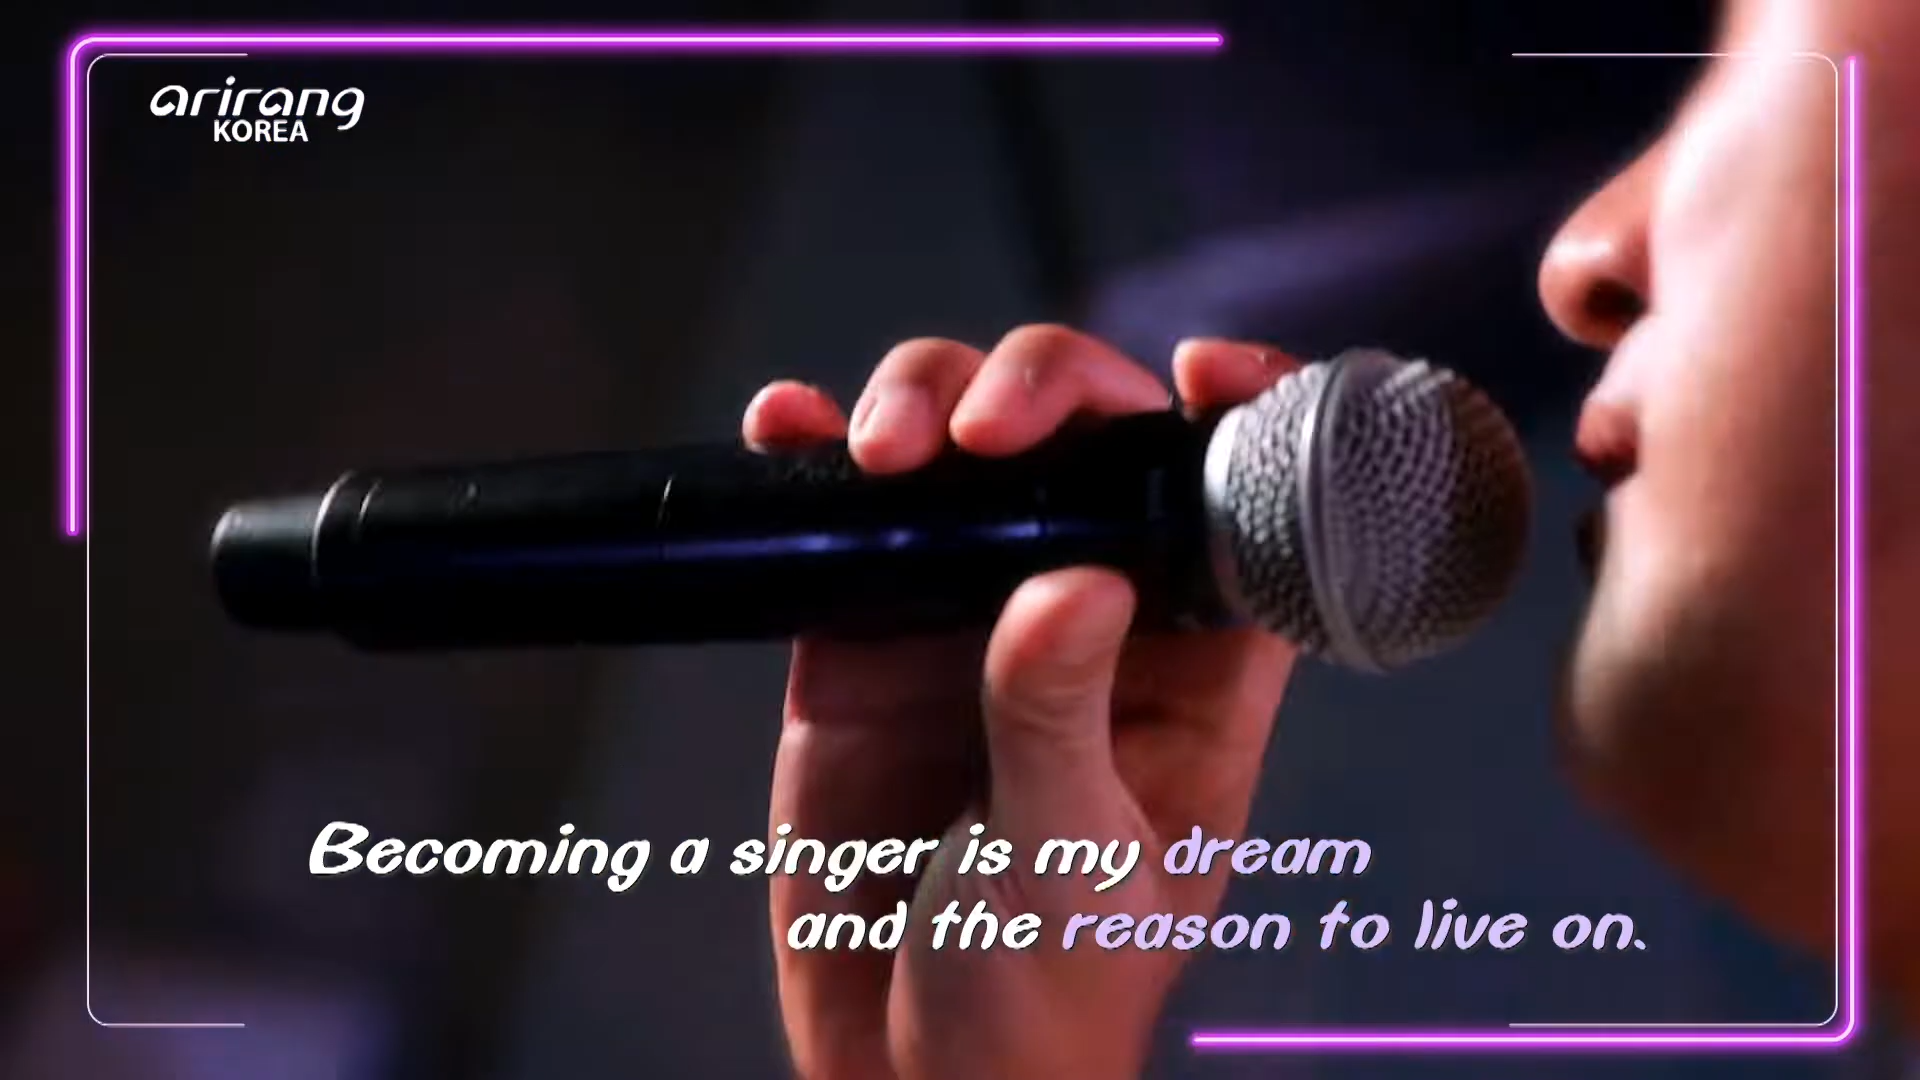 arirang
KOREA
Becoming a singer is my dream
and the reason to live on.